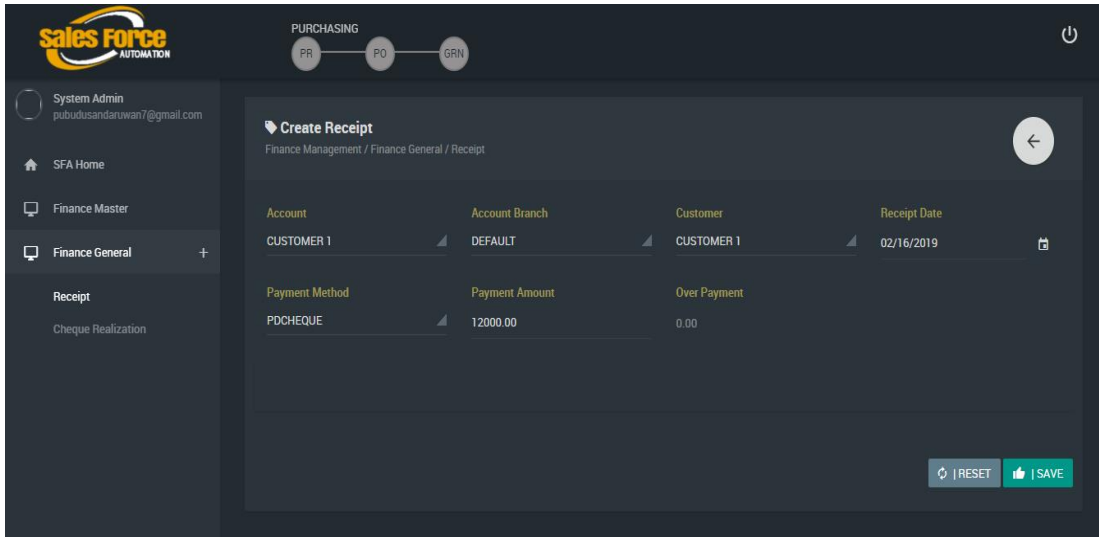 Sales Force
AUTOMATION
PURCHASING
PR PO GRN
System Admin
pubudusandaruwan7@gmail.com
SFA Home
Finance Master
Finance General +
Receipt
Cheque Realization
Create Receipt
Finance Management / Finance General / Receipt
Account Account Branch Customer Receipt Date
CUSTOMER 1 DEFAULT CUSTOMER 1 02/16/2019
Payment Method Payment Amount Over Payment
PDCHEQUE 12000.00 0.00
| RESET | SAVE